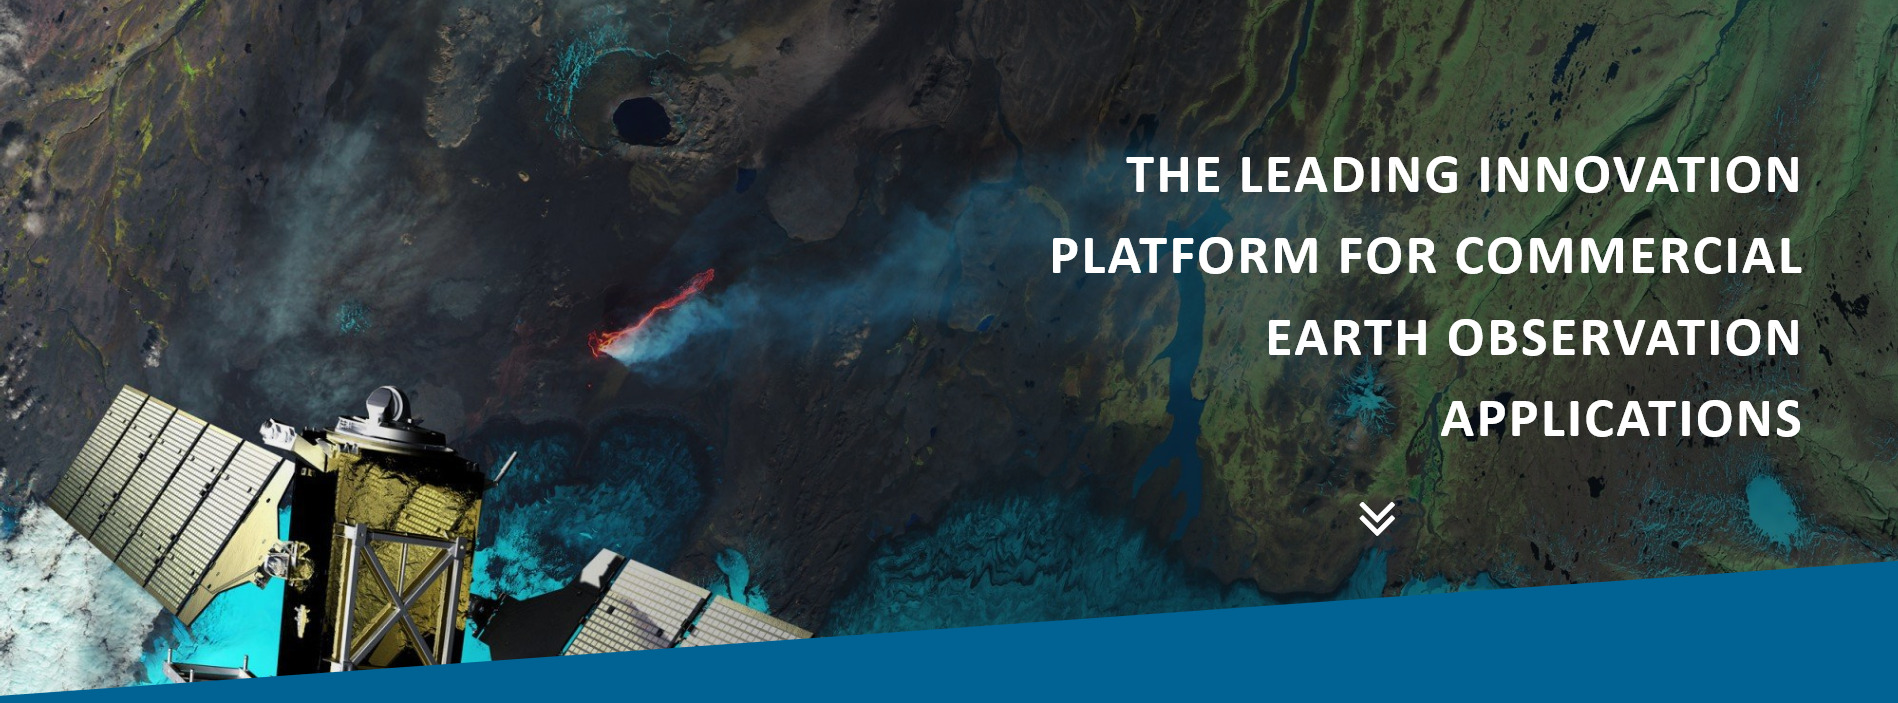 THE LEADING INNOVATION
PLATFORM FOR COMMERCIAL
EARTH OBSERVATION
APPLICATIONS